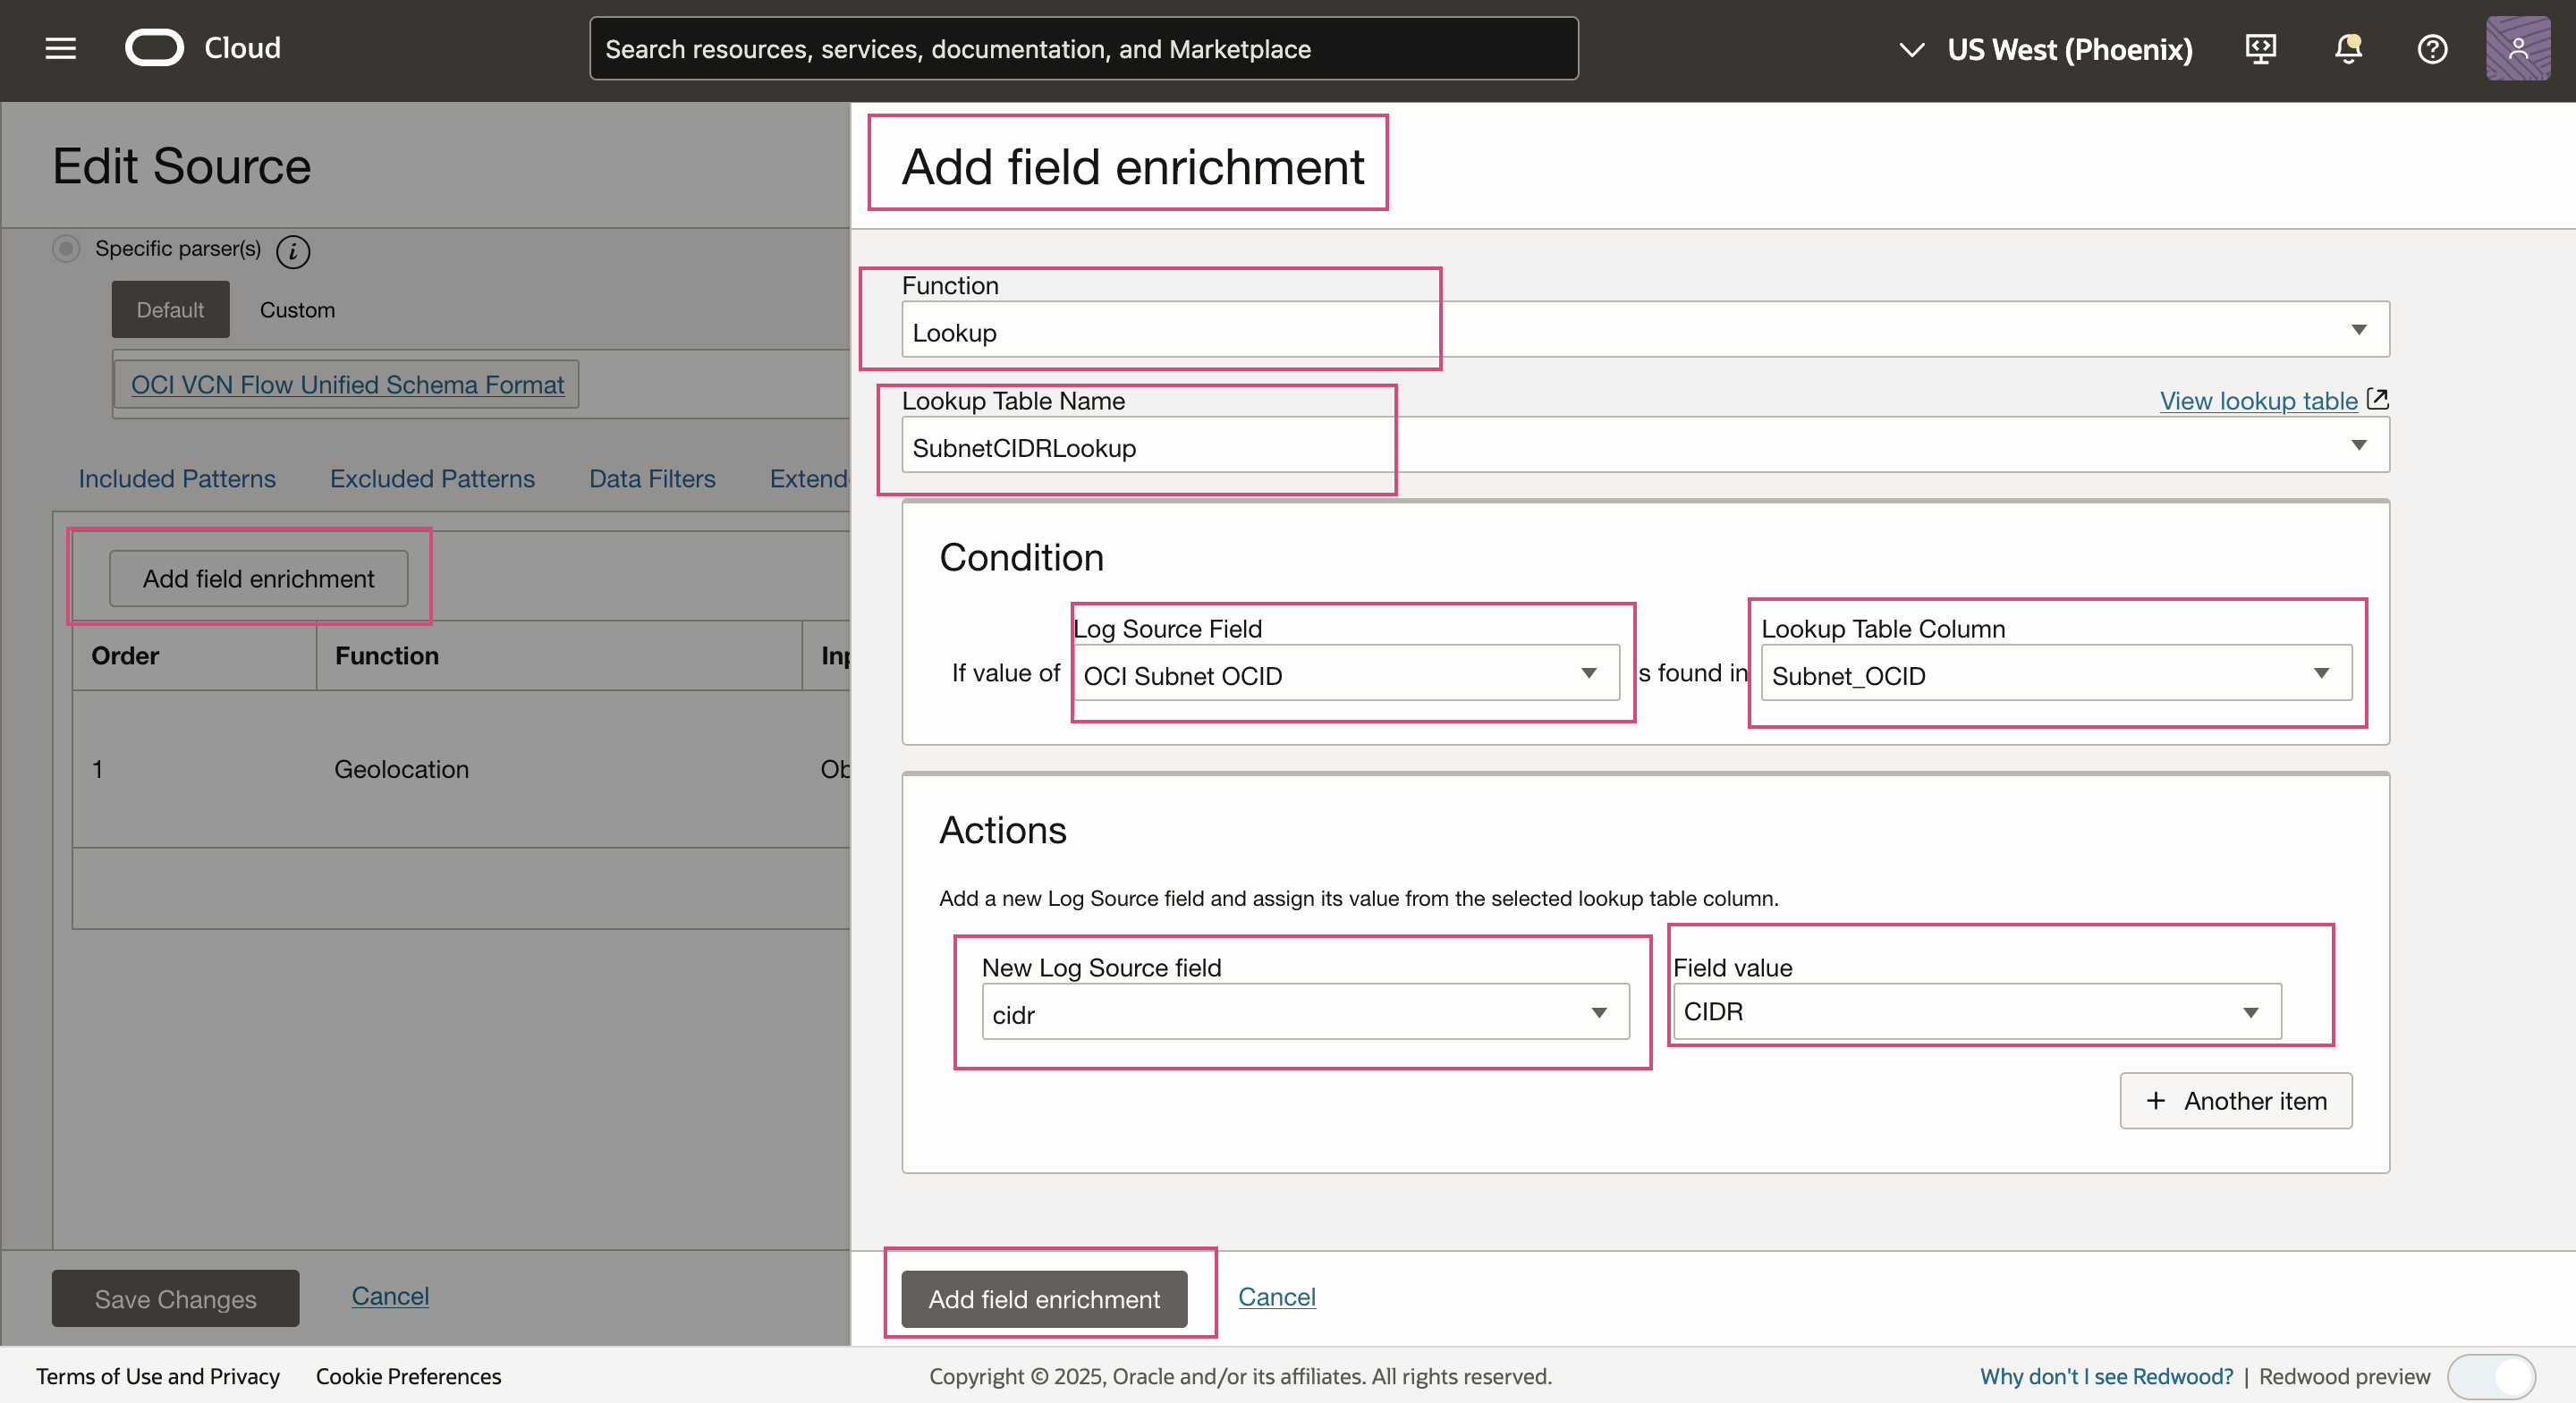 Cloud
Search resources, services, documentation, and Marketplace
US West (Phoenix)
Edit Source
Specific parser(s)
Default
Custom
OCI VCN Flow Unified Schema Format
Included Patterns
Excluded Patterns
Data Filters
Extend
Add field enrichment
Order
Function
Inp
1
Geolocation
Ob
Save Changes
Cancel
Add field enrichment
Function
Lookup
Lookup Table Name
View lookup table
SubnetCIDRLookup
Condition
Log Source Field
Lookup Table Column
If value of
OCI Subnet OCID
s found in
Subnet_OCID
Actions
Add a new Log Source field and assign its value from the selected lookup table column.
New Log Source field
Field value
cidr
CIDR
+ Another item
Add field enrichment
Cancel
Terms of Use and Privacy
Cookie Preferences
Copyright © 2025, Oracle and/or its affiliates. All rights reserved.
Why don't I see Redwood? | Redwood preview